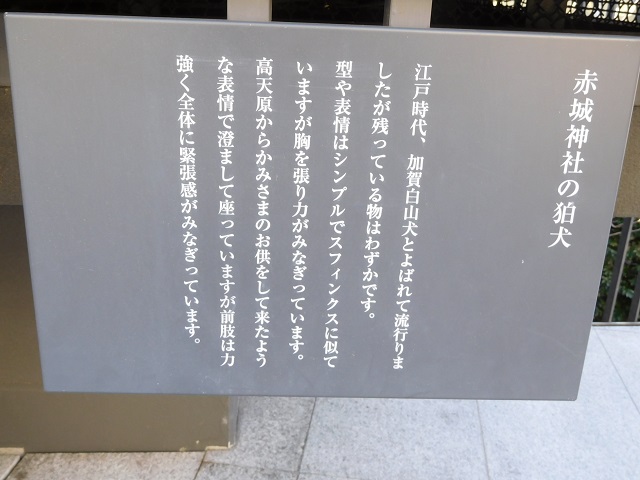 赤城神社の狛犬
江戸時代、加賀白山犬とよばれて流行りま
したが残っている物はわずかです。
型や表情はシンプルでスフィンクスに似て
いますが胸を張り力がみなぎっています。
高天原からかみさまのお供をして来たよう
な表情で澄まして座っていますが前肢は力
強く全体に緊張感がみなぎっています。